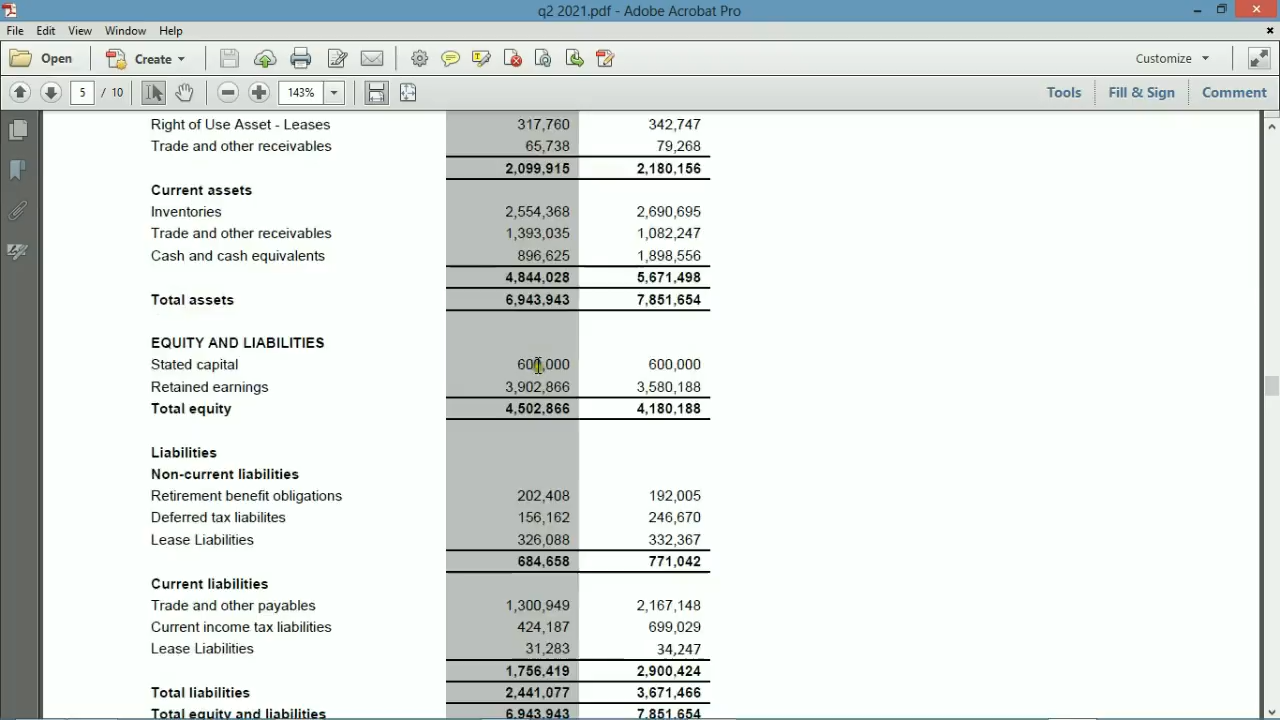 q2 2021.pdf - Adobe Acrobat Pro
File Edit View Window Help
Open Create Customize
5 / 10 143% Tools Fill & Sign Comment
Right of Use Asset - Leases 317,760 342,747
Trade and other receivables 65,738 79,268
2,099,915 2,180,156
Current assets
Inventories 2,554,368 2,690,695
Trade and other receivables 1,393,035 1,082,247
Cash and cash equivalents 896,625 1,898,556
4,844,028 5,671,498
Total assets 6,943,943 7,851,654
EQUITY AND LIABILITIES
Stated capital 600,000 600,000
Retained earnings 3,902,866 3,580,188
Total equity 4,502,866 4,180,188
Liabilities
Non-current liabilities
Retirement benefit obligations 202,408 192,005
Deferred tax liabilites 156,162 246,670
Lease Liabilities 326,088 332,367
684,658 771,042
Current liabilities
Trade and other payables 1,300,949 2,167,148
Current income tax liabilities 424,187 699,029
Lease Liabilities 31,283 34,247
1,756,419 2,900,424
Total liabilities 2,441,077 3,671,466
Total equity and liabilities 6,943,943 7,851,654